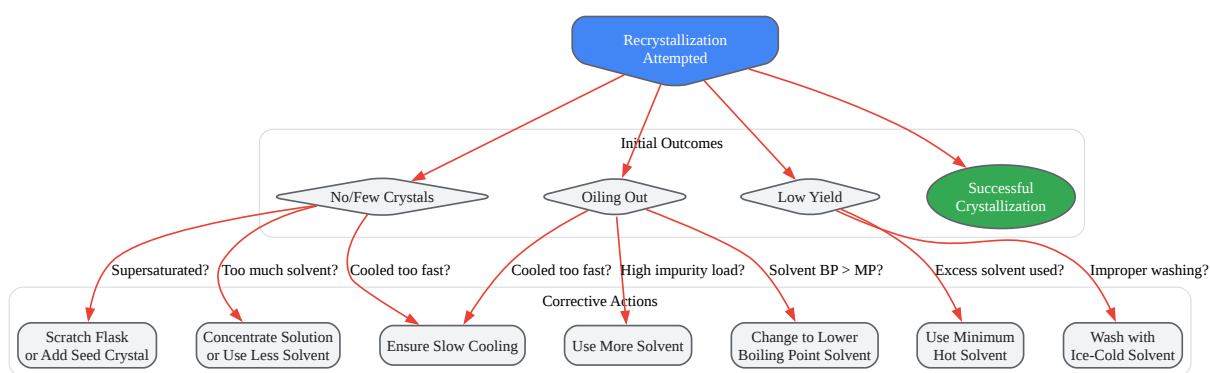 Recrystallization
Attempted
Initial Outcomes
No/Few Crystals
Oiling Out
Low Yield
Successful
Crystallization
Supersaturated?
Too much solvent?
Cooled too fast?
Cooled too fast?
High impurity load?
Solvent BP > MP?
Excess solvent used?
Improper washing?
Corrective Actions
Scratch Flask
or Add Seed Crystal
Concentrate Solution
or Use Less Solvent
Ensure Slow Cooling
Use More Solvent
Change to Lower
Boiling Point Solvent
Use Minimum
Hot Solvent
Wash with
Ice-Cold Solvent